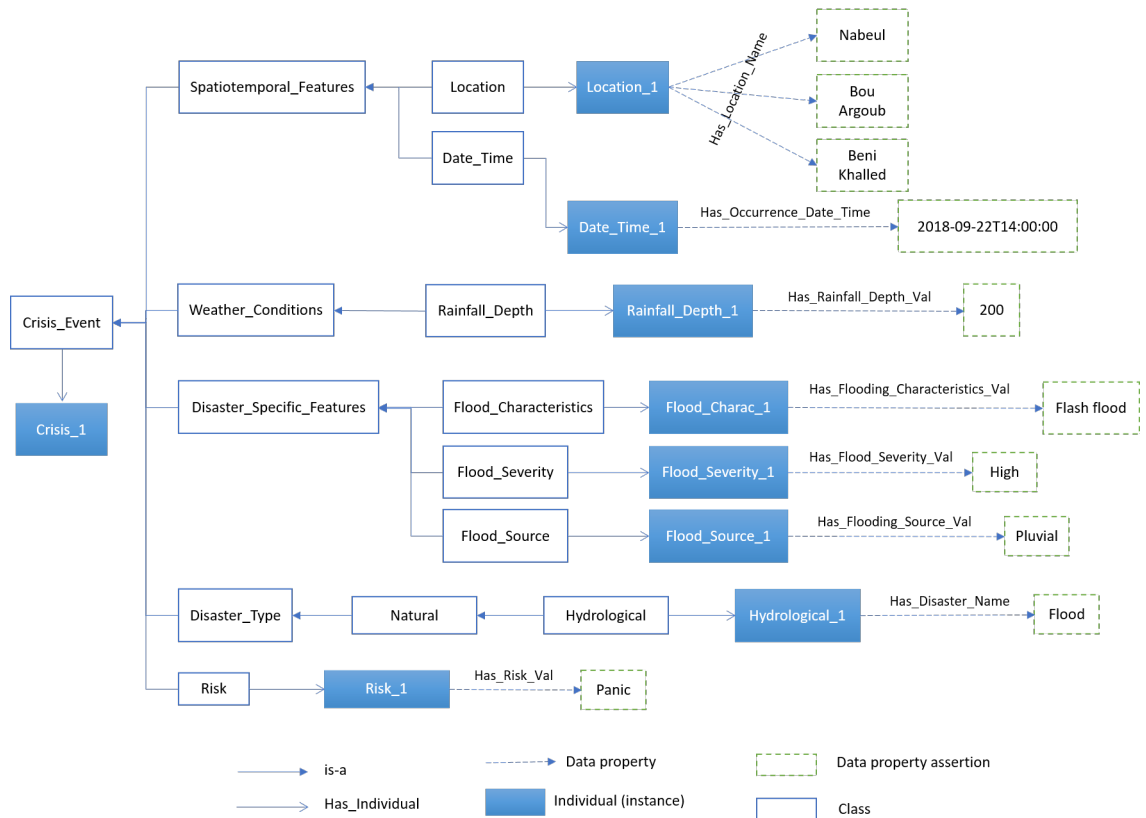 Nabeul
Spatiotemporal_Features
Location
Location_1
Has_Location_Name
Bou
Argoub
Date_Time
Beni
Khalled
Date_Time_1
Has_Occurrence_Date_Time
2018-09-22T14:00:00
Crisis_Event
Weather_Conditions
Rainfall_Depth
Rainfall_Depth_1
Has_Rainfall_Depth_Val
200
Crisis_1
Disaster_Specific_Features
Flood_Characteristics
Flood_Charac_1
Has_Flooding_Characteristics_Val
Flash flood
Flood_Severity
Flood_Severity_1
Has_Flood_Severity_Val
High
Flood_Source
Flood_Source_1
Has_Flooding_Source_Val
Pluvial
Disaster_Type
Natural
Hydrological
Hydrological_1
Has_Disaster_Name
Flood
Risk
Risk_1
Has_Risk_Val
Panic
is-a
Data property
Data property assertion
Has_Individual
Individual (instance)
Class